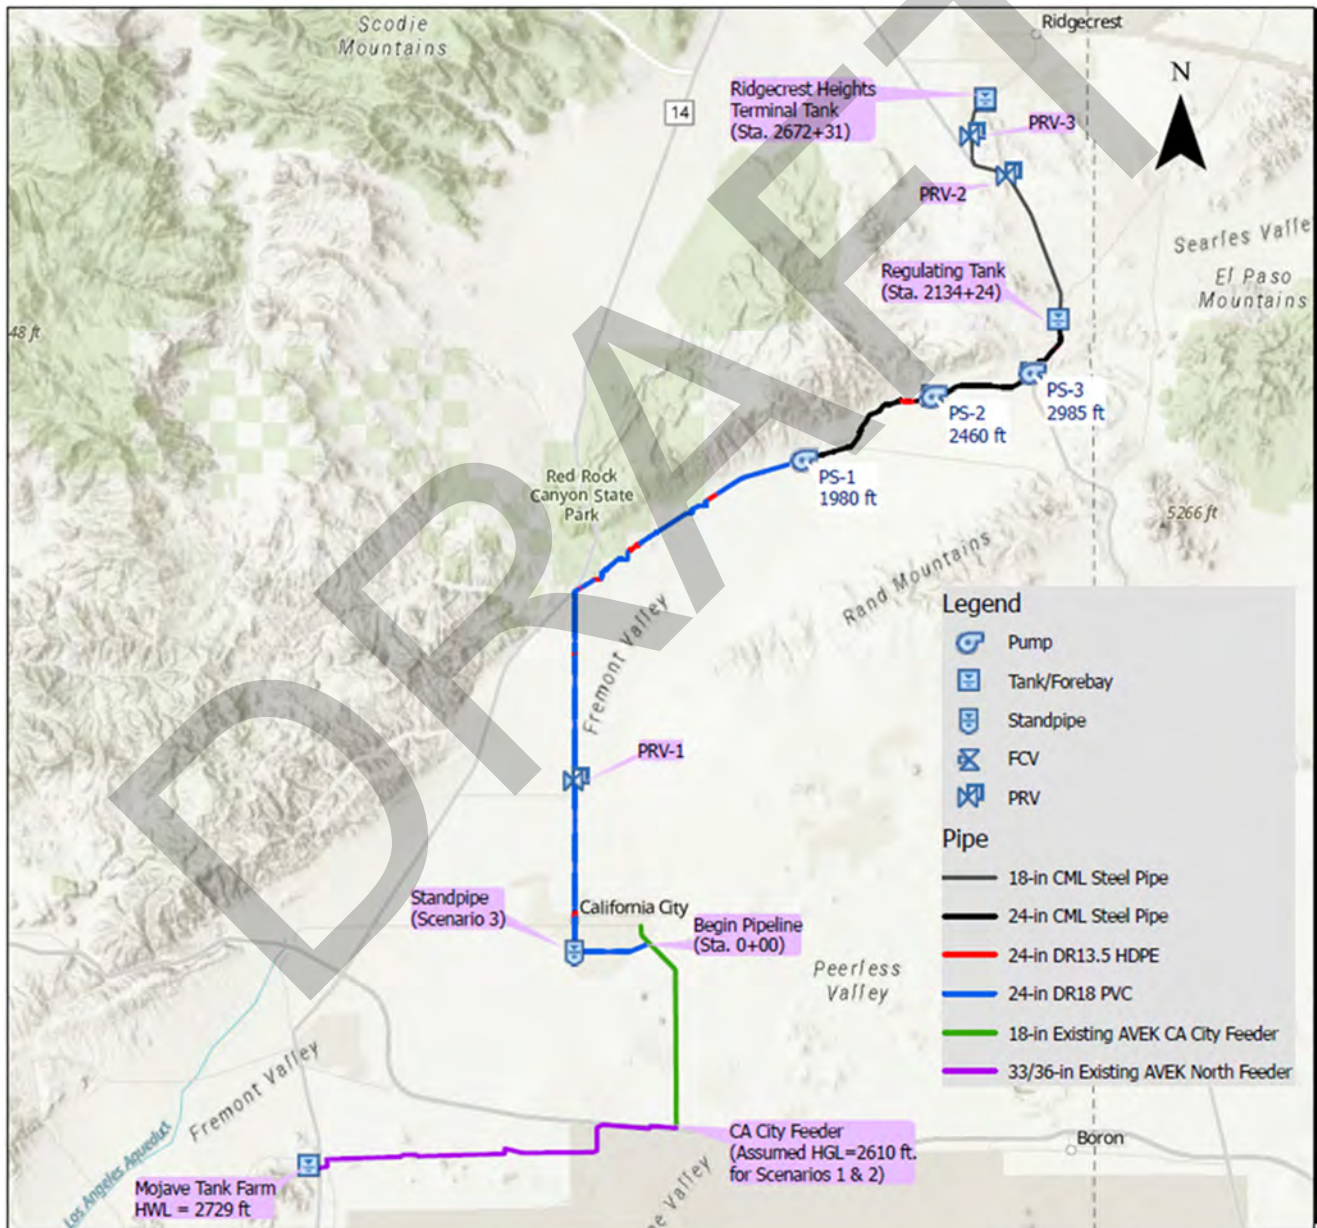 Scodie
Mountains
Ridgecrest
14
N
Ridgecrest Heights
Terminal Tank
(Sta. 2672+31)
PRV-3
PRV-2
Searles Valle
El Paso
Mountains
Regulating Tank
(Sta. 2134+24)
48 ft
PS-3
2985 ft
PS-2
2460 ft
PS-1
1980 ft
Red Rock
Canyon State
Park
5266 ft
Rand Mountains
Fremont Valley
PRV-1
Legend
Pump
Tank/Forebay
Standpipe
FCV
PRV
Pipe
18-in CML Steel Pipe
24-in CML Steel Pipe
24-in DR13.5 HDPE
24-in DR18 PVC
18-in Existing AVEK CA City Feeder
33/36-in Existing AVEK North Feeder
Standpipe
(Scenario 3)
California City
Begin Pipeline
(Sta. 0+00)
Peerless
Valley
Fremont Valley
Los Angeles Aqueduct
CA City Feeder
(Assumed HGL=2610 ft.
for Scenarios 1 & 2)
Boron
Mojave Tank Farm
HWL = 2729 ft
ne Valley
DRAFT